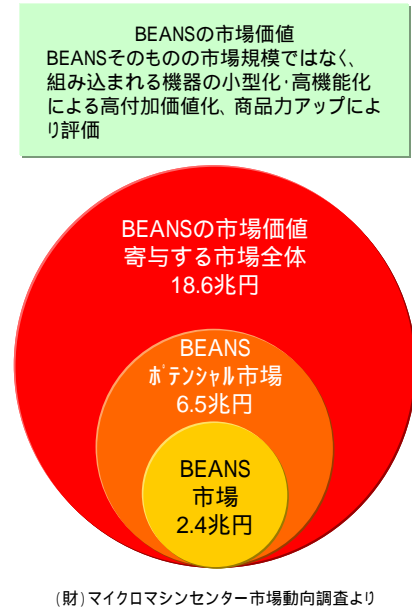 BEANSの市場価値
BEANSそのものの市場規模ではなく、
組み込まれる機器の小型化･高機能化
による高付加価値化、商品力アップによ
り評価
BEANSの市場価値
寄与する市場全体
18.6兆円
BEANS
ﾎﾟﾃﾝｼｬﾙ市場
6.5兆円
BEANS
市場
2.4兆円
(財)マイクロマシンセンター市場動向調査より